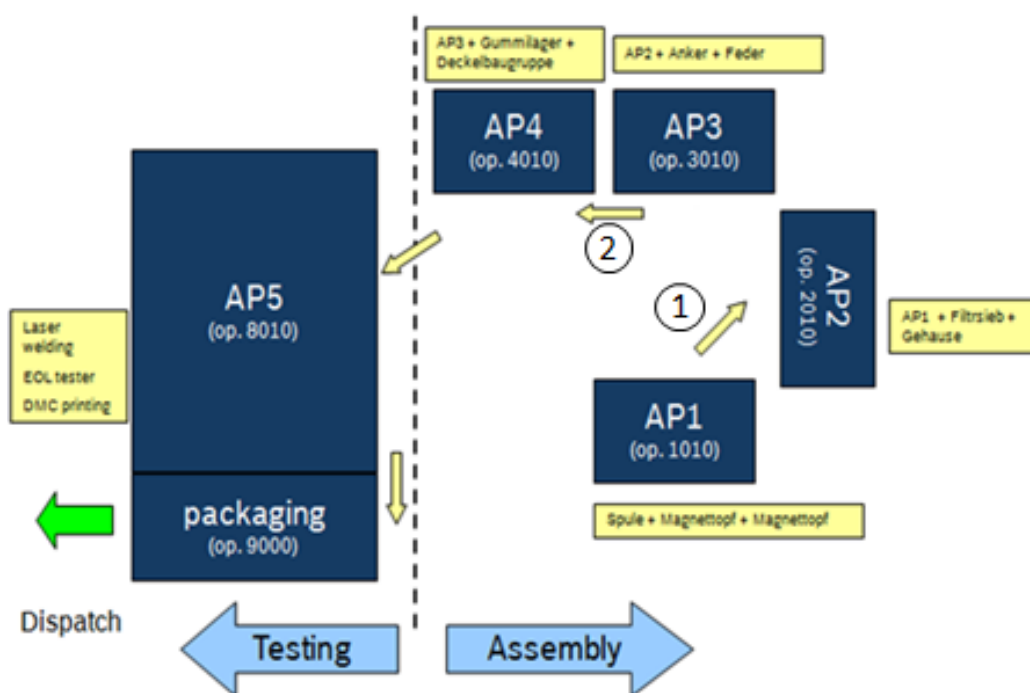 AP3 + Gummilager +
Deckelbaugruppe
AP2 + Anker + Feder
AP4
(op. 4010)
AP3
(op. 3010)
2
AP5
(op. 8010)
1
AP2
(op. 2010)
Laser
welding
EOL tester
DMC printing
AP1 + Filtrsieb +
Gehause
AP1
(op. 1010)
packaging
(op. 9000)
Spule + Magnettopf + Magnettopf
Dispatch
Testing
Assembly